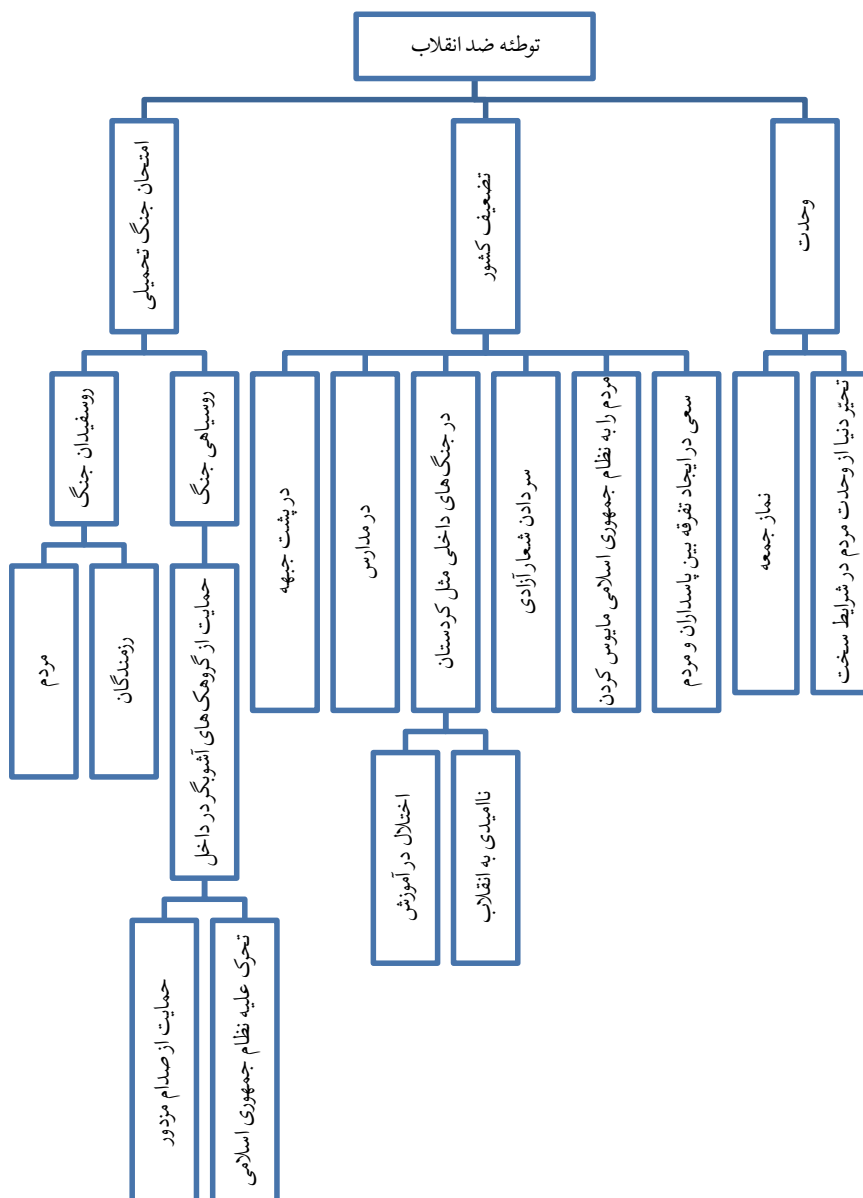 توطئه ضد انقلاب
وحدت
تضعیف کشور
امتحان جنگ تحمیلی
تحیّر دنیا از وحدت مردم در شرایط سخت
نماز جمعه
سعی در ایجاد تفرقه بین پاسداران و مردم
مردم را به نظام جمهوری اسلامی مایوس کردن
سر دادن شعار آزادی
در جنگ‌های داخلی مثل کردستان
در مدارس
در پشت جبهه
روسیاهی جنگ
روسفیدان جنگ
ناامیدی به انقلاب
اختلال در آموزش
حمایت از گروهک‌های آشوبگر در داخل
رزمندگان
مردم
تحرک علیه نظام جمهوری اسلامی
حمایت از صدام مزدور